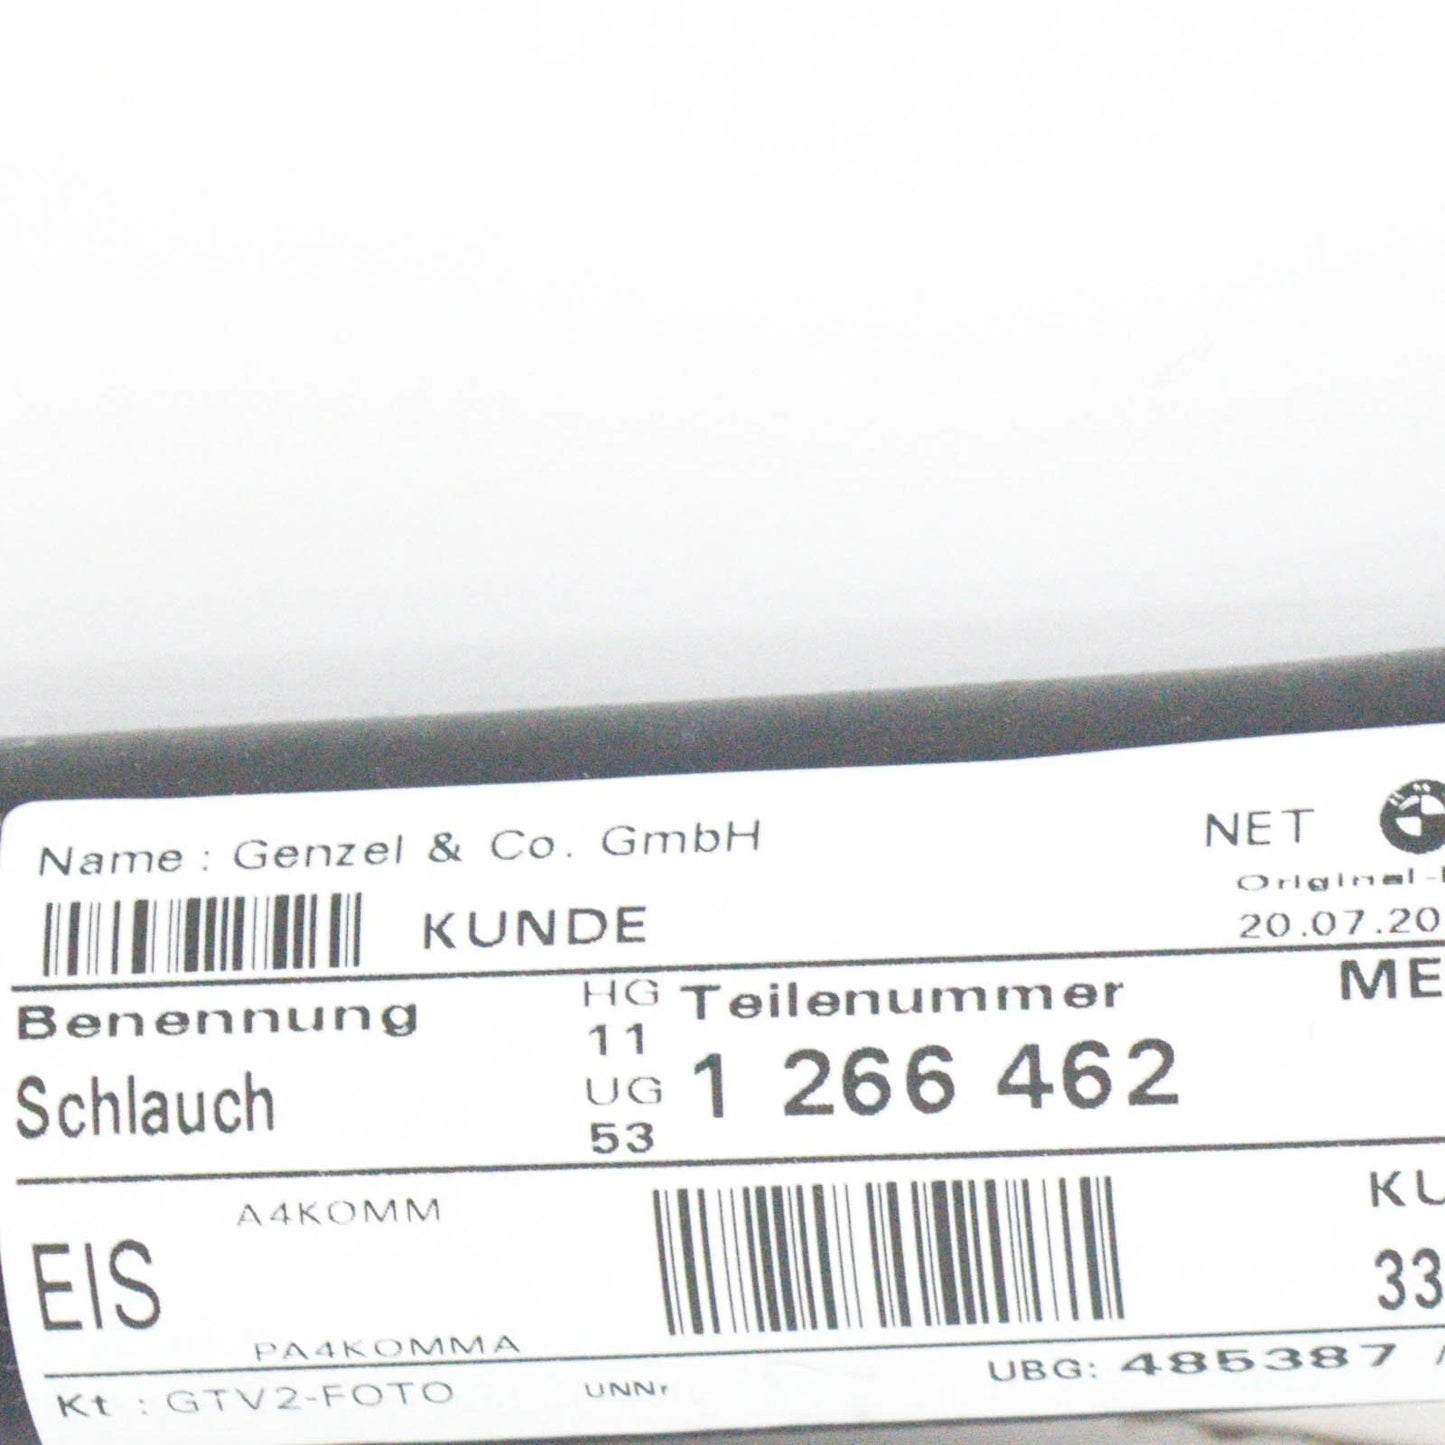 Name : Genzel & Co. GmbH NET
Original-
KUNDE 20.07.20
Benennung HG Teilenummer ME
11
Schlauch UG 1 266 462
53
A4KOMM KU
EIS 33
PA4KOMMA
Kt : GTV2-FOTO UNNr UBG: 485387 /